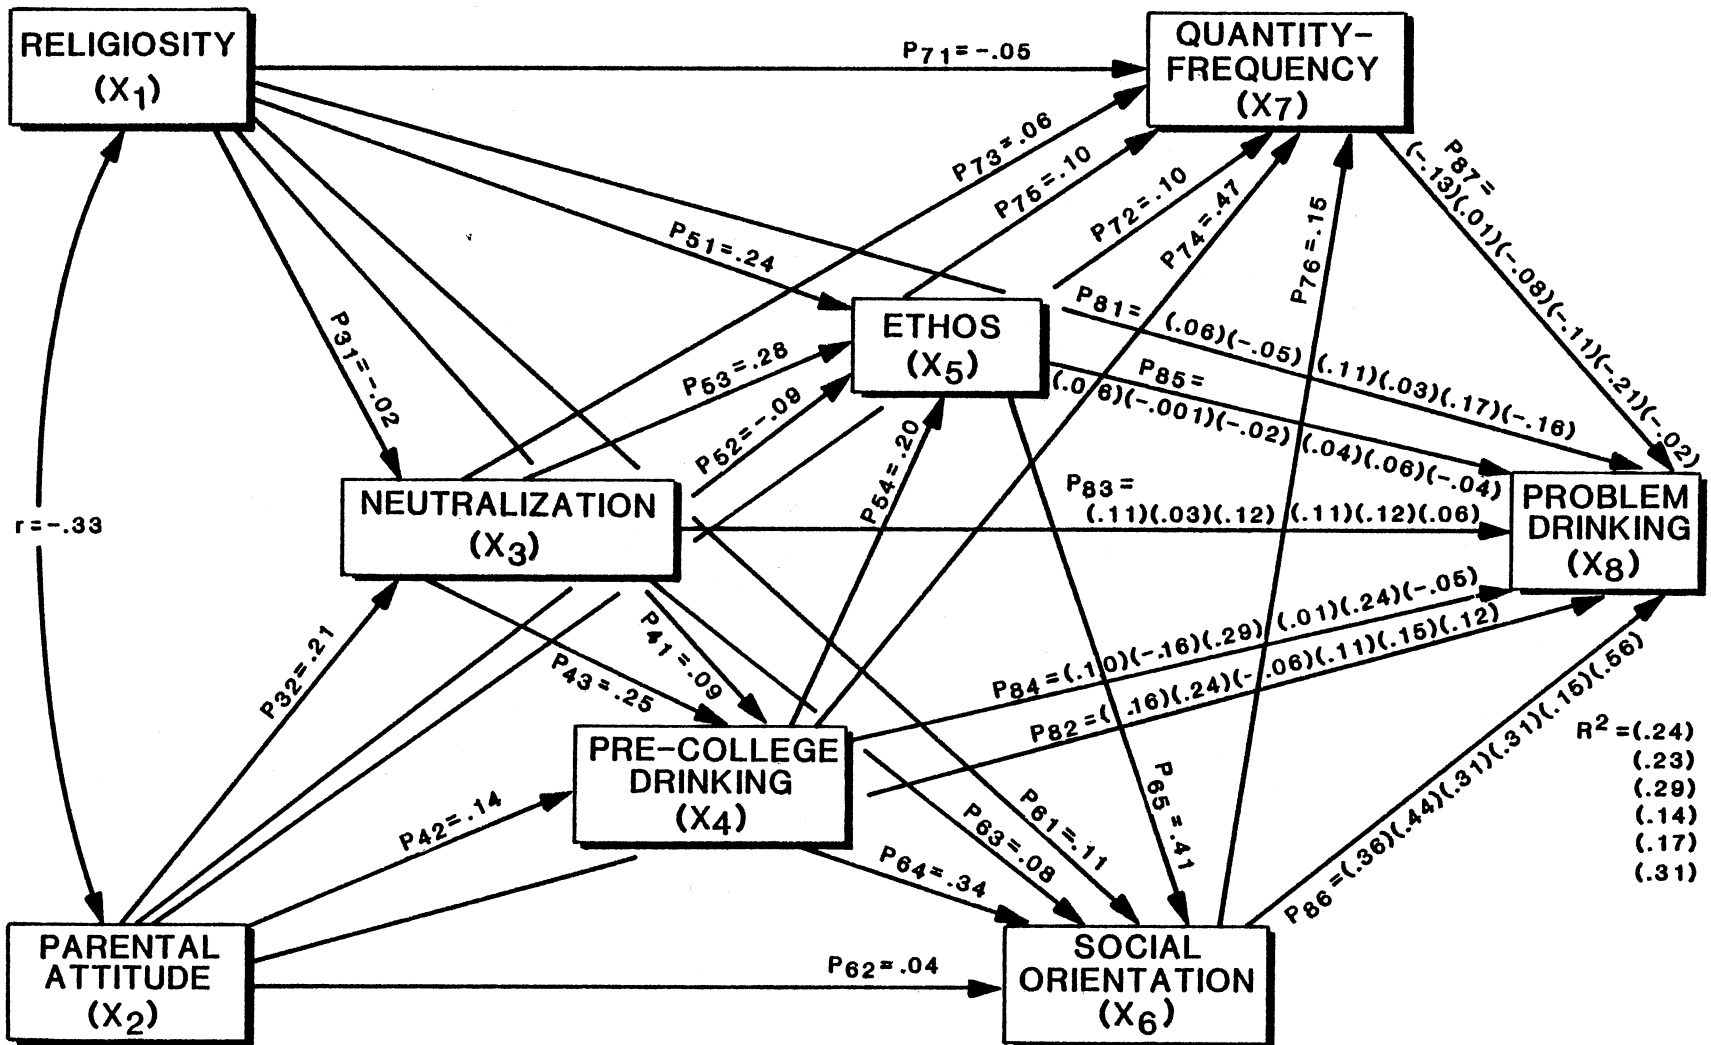 RELIGIOSITY
(X1)
QUANTITY-
FREQUENCY
(X7)
P71=-.05
P73=.06
P75=.10
P72=.10
P74=.47
P76=.15
P87=
(-.13)(.01)(-.08)(-.11)(-.21)(-.02)
P51=.24
P31=-.02
ETHOS
(X5)
P81=
(.06)(-.05) (.11)(.03)(.17)(-.16)
P85=
(.06)(-.001)(-.02) (.04)(.06)(-.04)
P53=.28
P52=-.09
P54=.20
r=-.33
NEUTRALIZATION
(X3)
P83=
(.11)(.03)(.12) (.11)(.12)(.06)
PROBLEM
DRINKING
(X8)
P32=.21
P41=.09
P43=.25
P84=(.10)(-.16)(.29) (.01)(.24)(-.05)
P82=( .16)(.24)(-.06)(.11)(.15)(.12)
PRE-COLLEGE
DRINKING
(X4)
P42=.14
P64=.34
P63=.08
P61=.11
P65=.41
P86=(.36)(.44)(.31)(.31)(.15)(.56)
R2=(.24)
(.23)
(.29)
(.14)
(.17)
(.31)
PARENTAL
ATTITUDE
(X2)
P62=.04
SOCIAL
ORIENTATION
(X6)